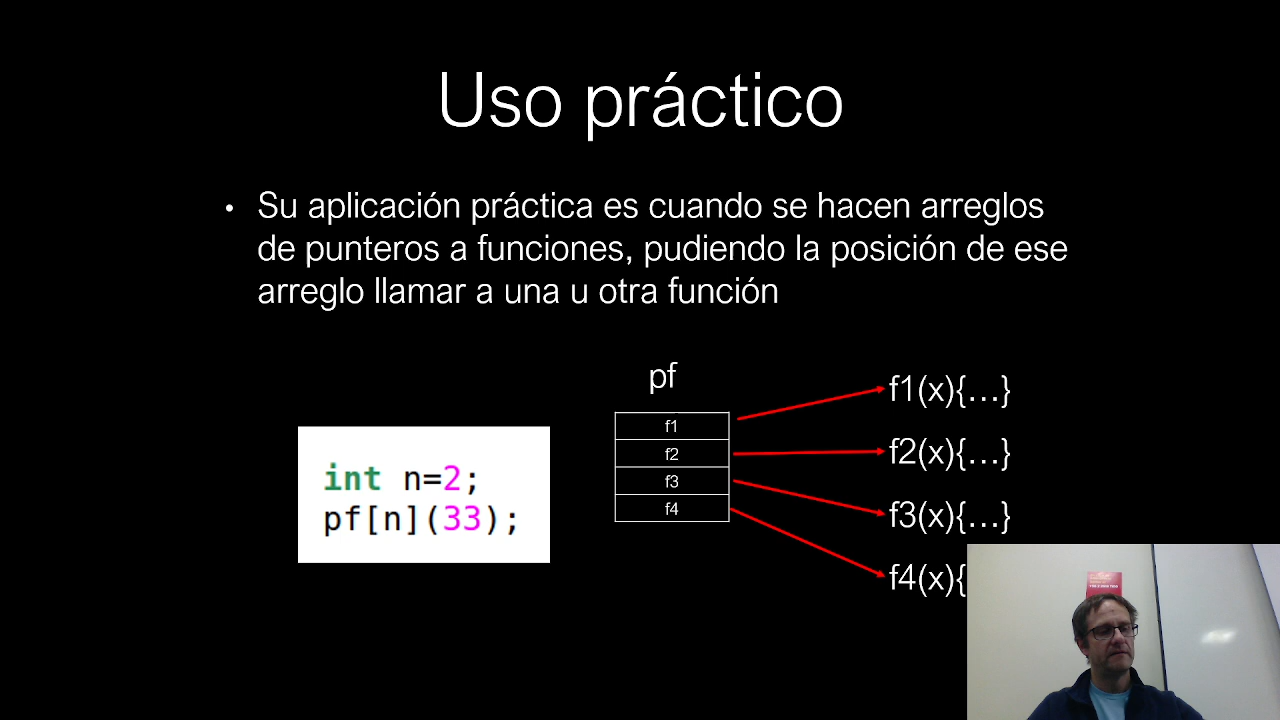 Uso práctico
• Su aplicación práctica es cuando se hacen arreglos
de punteros a funciones, pudiendo la posición de ese
arreglo llamar a una u otra función
int n=2;
pf[n](33);
pf
f1
f2
f3
f4
f1(x){...}
f2(x){...}
f3(x){...}
f4(x){